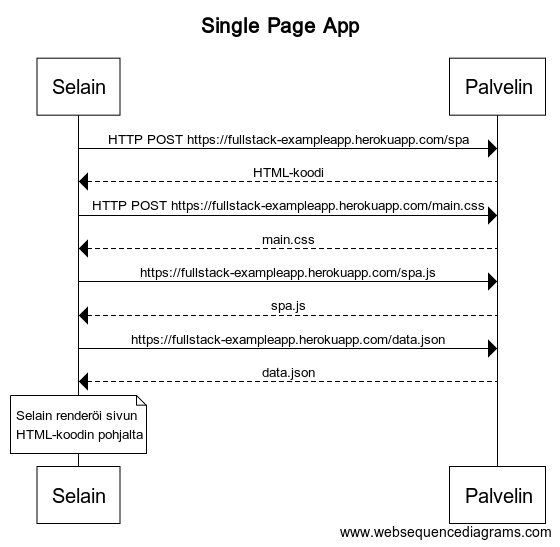 Single Page App
Selain
Palvelin
HTTP POST https://fullstack-exampleapp.herokuapp.com/spa
HTML-koodi
HTTP POST https://fullstack-exampleapp.herokuapp.com/main.css
main.css
https://fullstack-exampleapp.herokuapp.com/spa.js
spa.js
https://fullstack-exampleapp.herokuapp.com/data.json
data.json
Selain renderöi sivun
HTML-koodin pohjalta
Selain
Palvelin
www.websequencediagrams.com